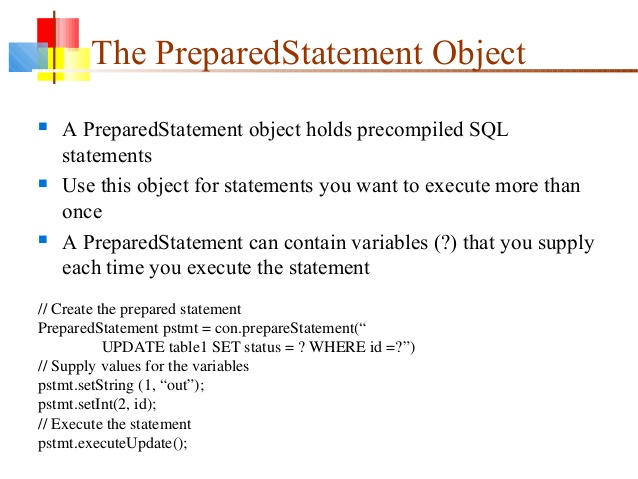 The PreparedStatement Object
A PreparedStatement object holds precompiled SQL
statements
Use this object for statements you want to execute more than
once
A PreparedStatement can contain variables (?) that you supply
each time you execute the statement
// Create the prepared statement
PreparedStatement pstmt = con.prepareStatement(“
UPDATE table1 SET status = ? WHERE id =?”)
// Supply values for the variables
pstmt.setString (1, “out”);
pstmt.setInt(2, id);
// Execute the statement
pstmt.executeUpdate();